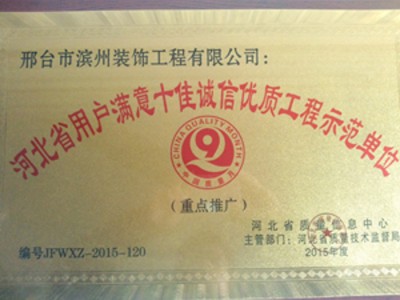 邢台市滨州装饰工程有限公司：
河北省用户满意十佳诚信优质工程示范单位
CHINA QUALITY MONTH
中国质量月
（重点推广）
河北省质量信息中心
主管部门：河北省质量技术监督局
编号JFWXZ-2015-120
2015年度